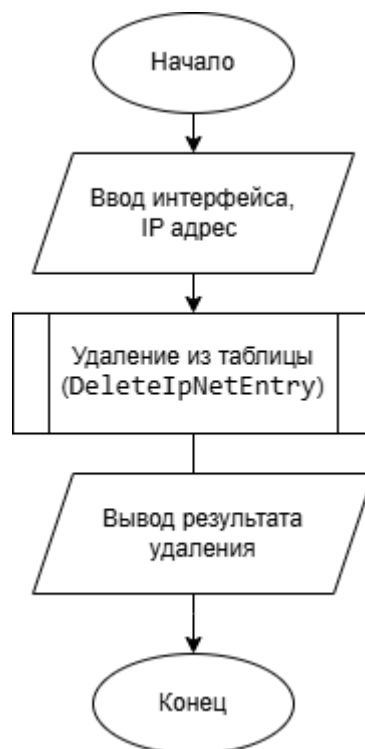 Начало
Ввод интерфейса,
IP адрес
Удаление из таблицы
(DeleteIpNetEntry)
Вывод результата
удаления
Конец